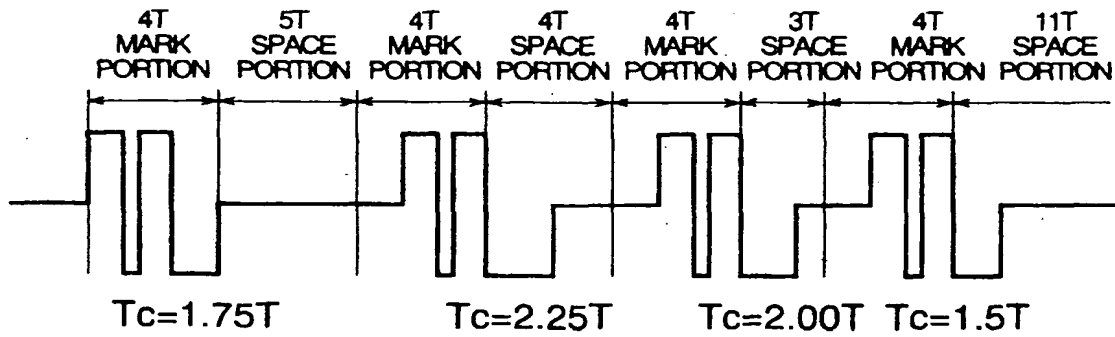 4T MARK PORTION
5T SPACE PORTION
4T MARK PORTION
4T SPACE PORTION
4T MARK PORTION
3T SPACE PORTION
4T MARK PORTION
11T SPACE PORTION
Tc=1.75T
Tc=2.25T
Tc=2.00T
Tc=1.5T